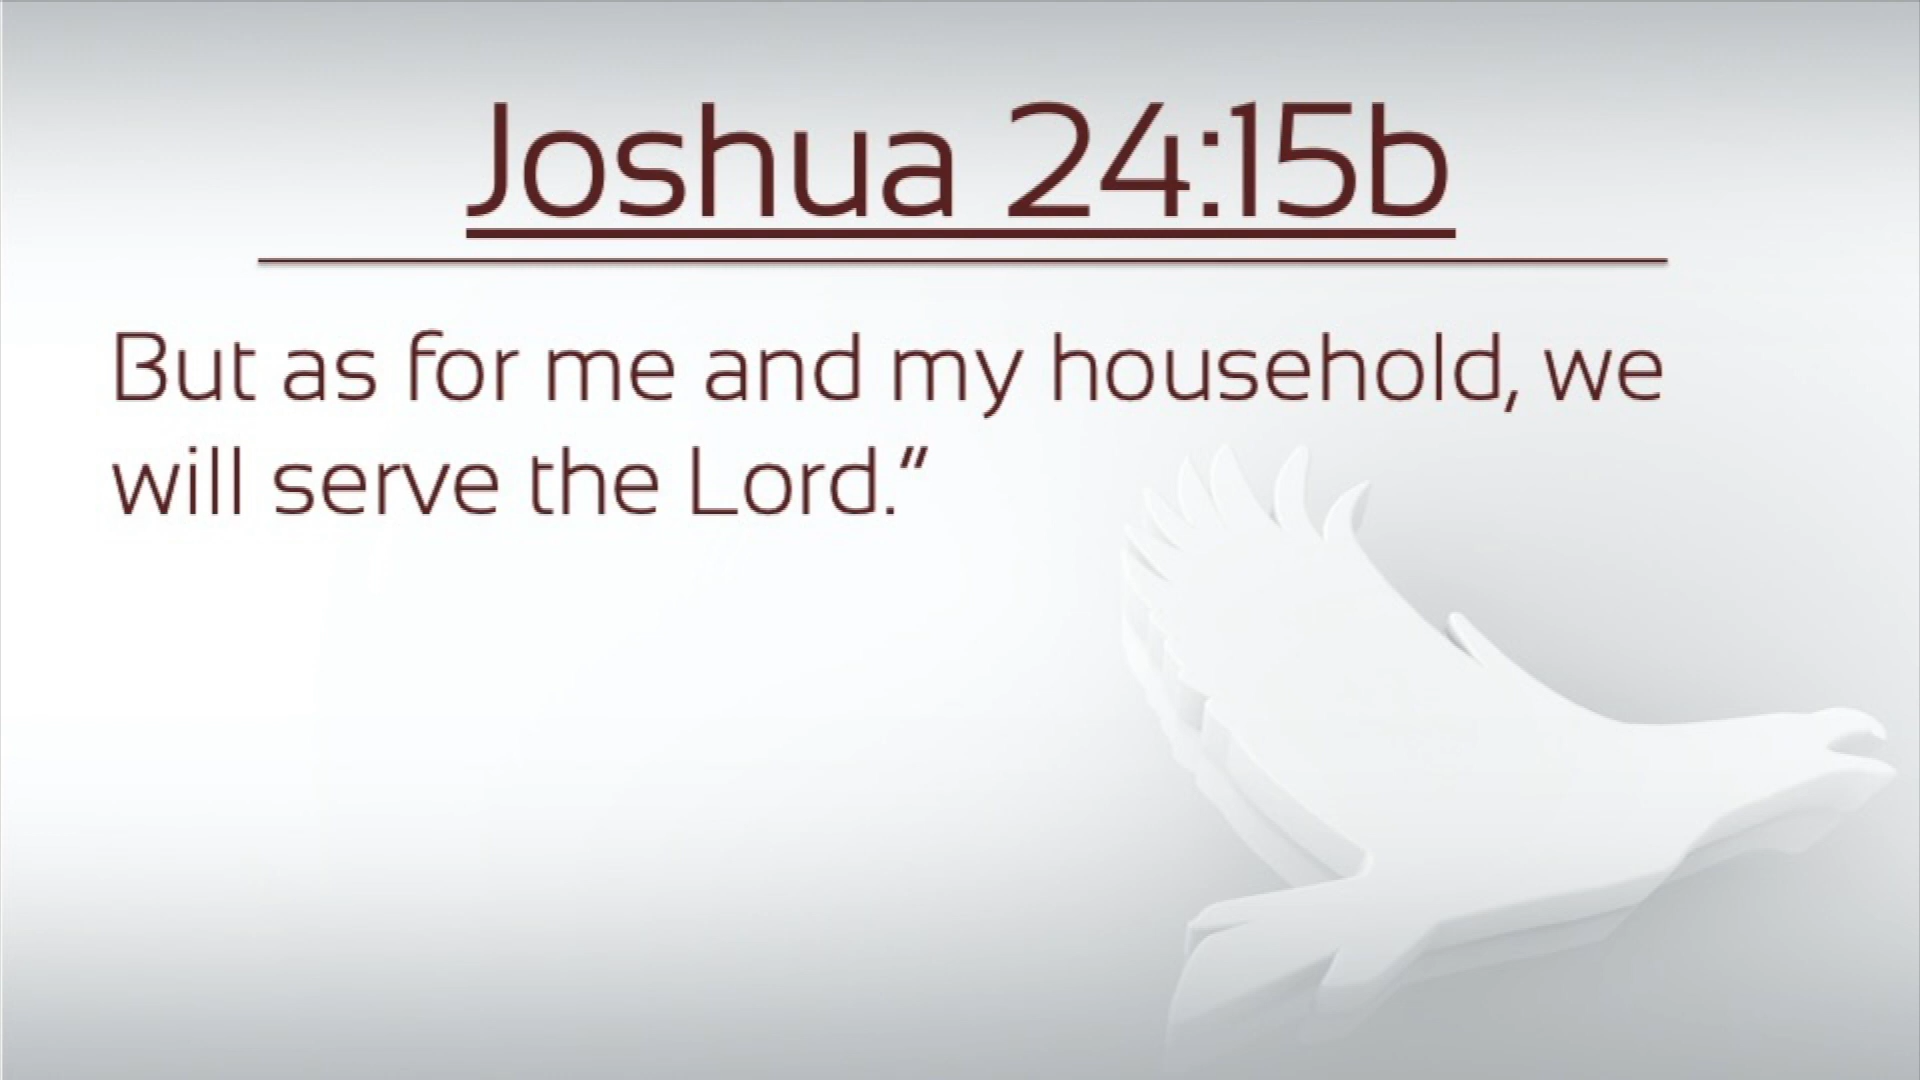 Joshua 24:15b
But as for me and my household, we
will serve the Lord.”